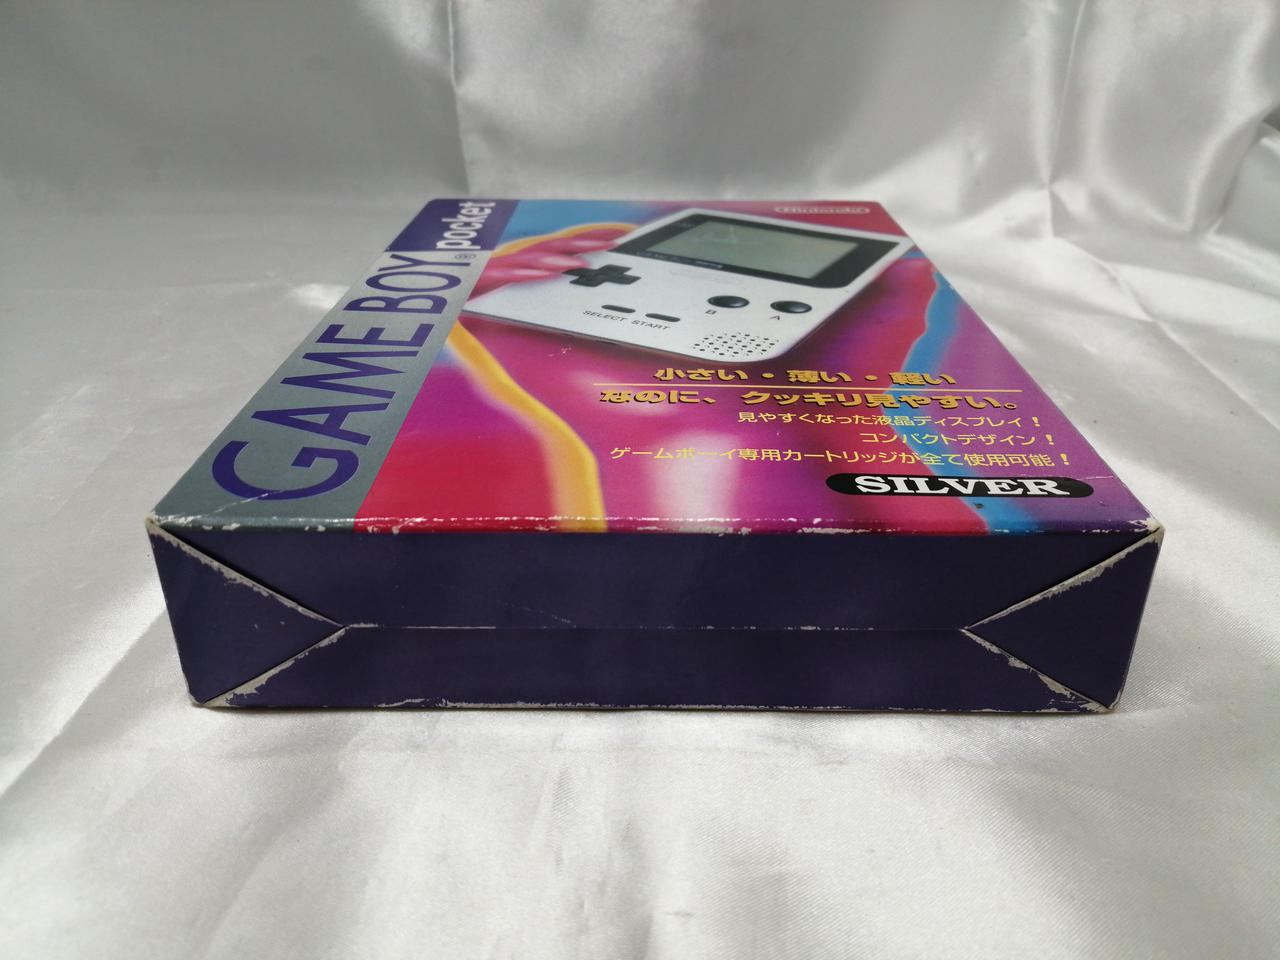 GAME BOY® pocket
Nintendo
SELECT START
B A
小さい・薄い・軽い
なのに、クッキリ見やすい。
見やすくなった液晶ディスプレイ!
コンパクトデザイン!
ゲームボーイ専用カートリッジが全て使用可能!
SILVER